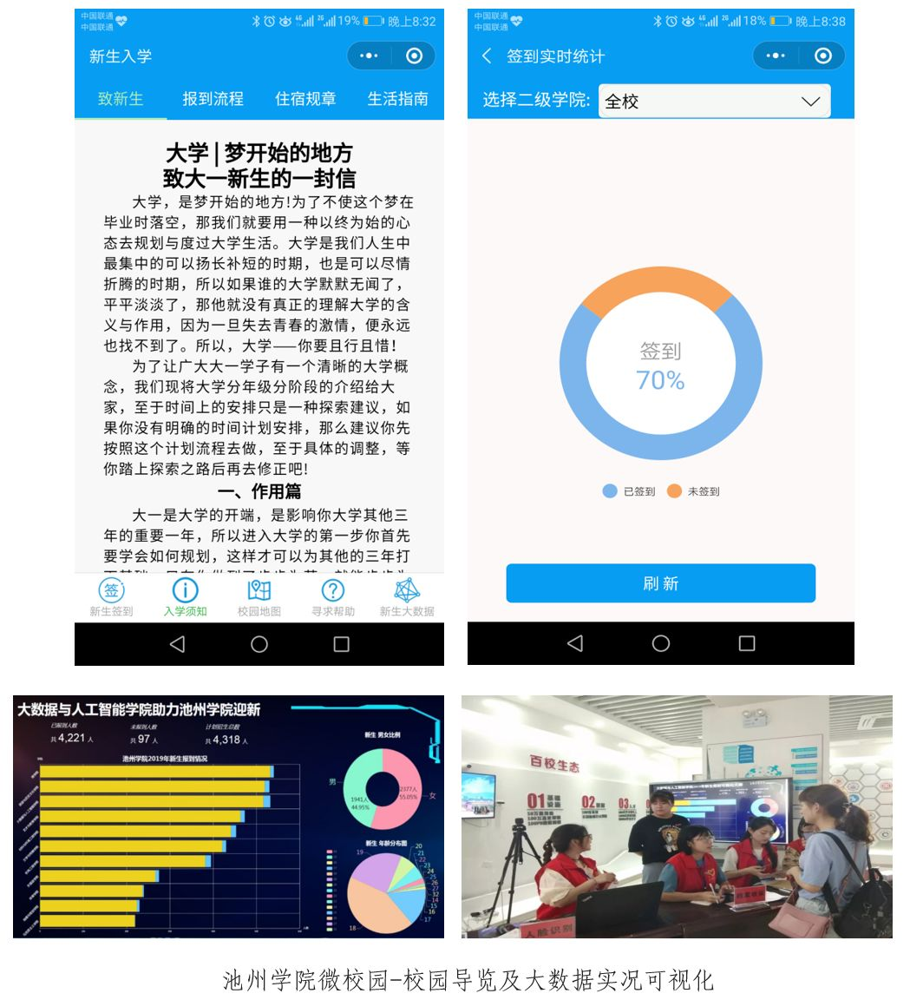 中国联通
中国联通
4G 2G 19% 晚上8:32
新生入学
致新生 报到流程 住宿规章 生活指南
大学|梦开始的地方
致大一新生的一封信
大学，是梦开始的地方!为了不使这个梦在
毕业时落空，那我们就要用一种以终为始的心
态去规划与度过大学生活。大学是我们人生中
最集中的可以扬长补短的时期，也是可以尽情
折腾的时期，所以如果谁的大学默默无闻了，
平平淡淡了，那他就没有真正的理解大学的含
义与作用，因为一旦失去青春的激情，便永远
也找不到了。所以，大学——你要且行且惜！
为了让广大大一学子有一个清晰的大学概
念，我们现将大学分年级分阶段的介绍给大
家，至于时间上的安排只是一种探索建议，如
果你没有明确的时间计划安排，那么建议你先
按照这个计划流程去做，至于具体的调整，等
你踏上探索之路后再去修正吧!
一、作用篇
大一是大学的开端，是影响你大学其他三
年的重要一年，所以进入大学的第一步你首先
要学会如何规划，这样才可以为其他的三年打
签
新生签到 入学须知 校园地图 寻求帮助 新生大数据
中国联通
中国联通
4G 2G 18% 晚上8:38
签到实时统计
选择二级学院: 全校
签到
70%
已签到 未签到
刷 新
大数据与人工智能学院助力池州学院迎新
已报到人数 未报到人数 计划招生总数
共 4,221 人 共 97 人 共 4,318 人
池州学院2019年新生报到情况
新生 男女比例
男 女
1941人
44.95%
2377人
55.05%
新生 年龄分布图
19
20
21
22
23
24
25
26
27
32
14
15
16
17
18
百校生态
01 基础设施
02
03
人脸识别
池州学院微校园-校园导览及大数据实况可视化